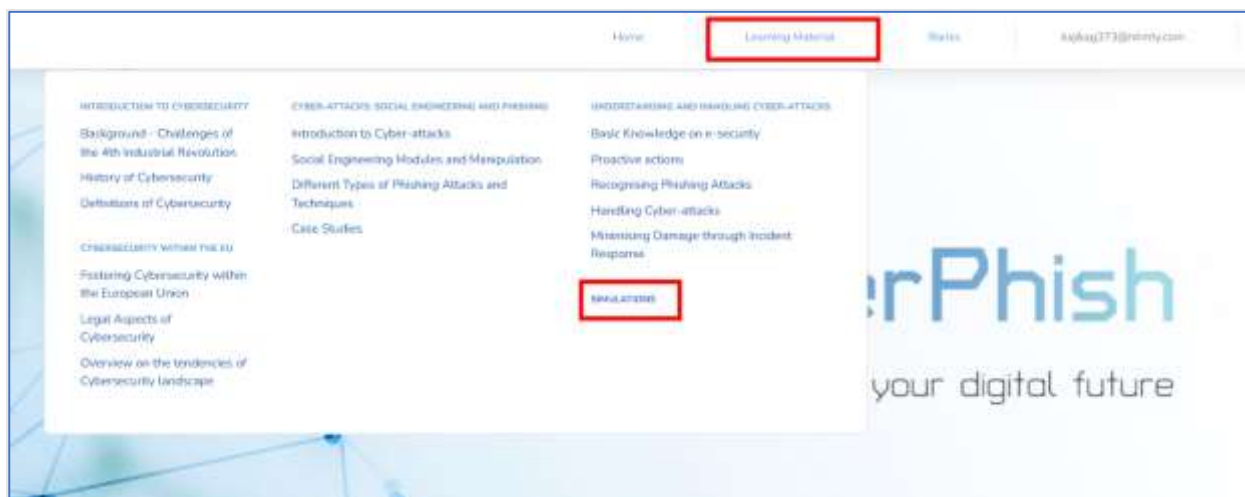 Home
Learning Material
INTRODUCTION TO CYBERSECURITY
Background - Challenges of
the 4th Industrial Revolution
History of Cybersecurity
Definitions of Cybersecurity
CYBERSECURITY WITHIN THE EU
Fostering Cybersecurity within
the European Union
Legal Aspects of
Cybersecurity
Overview on the tendencies of
Cybersecurity landscape
CYBER-ATTACKS: SOCIAL ENGINEERING AND PHISHING
Introduction to Cyber-attacks
Social Engineering Modules and Manipulation
Different Types of Phishing Attacks and
Techniques
Case Studies
UNDERSTANDING AND HANDLING CYBER-ATTACKS
Basic Knowledge on e-security
Proactive actions
Recognising Phishing Attacks
Handling Cyber-attacks
Minimising Damage through Incident
Response
SIMULATIONS
erPhish
your digital future